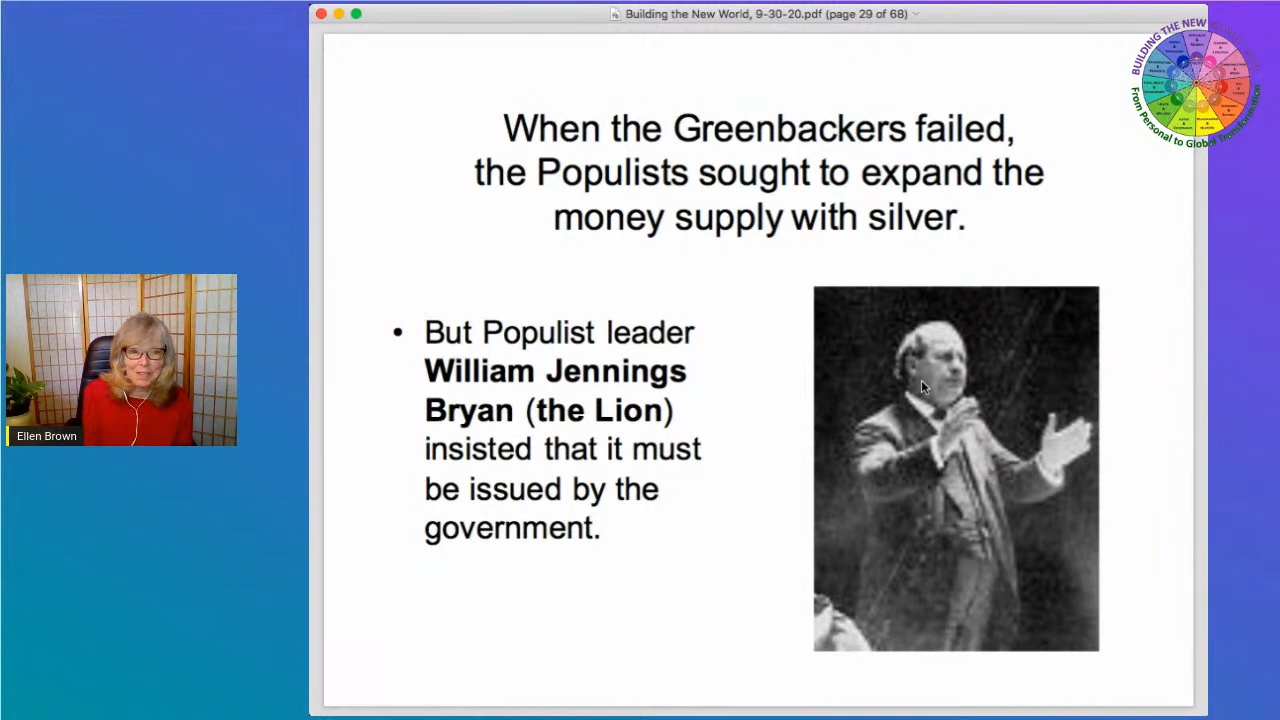 Building the New World, 9-30-20.pdf (page 29 of 68)
BUILDING THE NEW
From Personal to Global Transformation
When the Greenbackers failed,
the Populists sought to expand the
money supply with silver.
• But Populist leader
William Jennings
Bryan (the Lion)
insisted that it must
be issued by the
government.
Ellen Brown